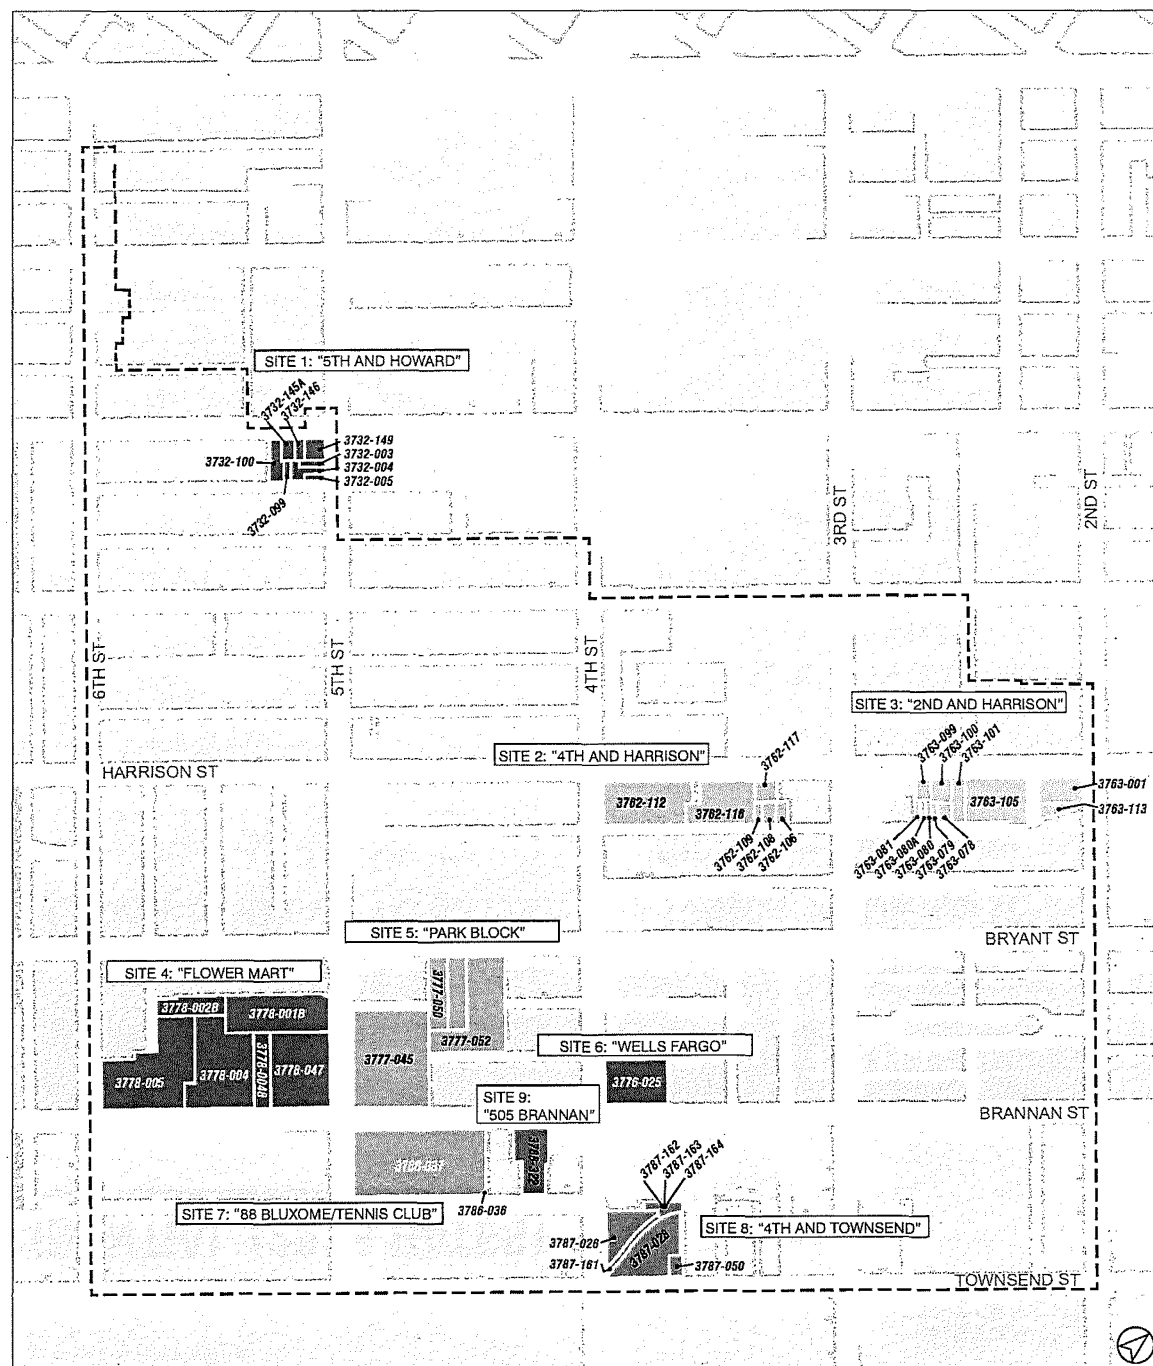 SITE 1: "5TH AND HOWARD"
3732-145A
3732-146
3732-149
3732-003
3732-100
3732-004
3732-005
3732-099
3RD ST
2ND ST
6TH ST
5TH ST
4TH ST
SITE 3: "2ND AND HARRISON"
SITE 2: "4TH AND HARRISON"
3762-117
3763-099
3763-100
3763-101
HARRISON ST
3762-112
3762-116
3763-105
3763-001
3763-113
3762-109
3762-108
3762-106
3763-081
3763-080A
3763-080
3763-079
3763-078
SITE 5: "PARK BLOCK"
BRYANT ST
SITE 4: "FLOWER MART"
3778-002B
3778-001B
3777-050
3777-052
3777-045
SITE 6: "WELLS FARGO"
3778-005
3778-004
3778-004B
3778-047
3776-025
SITE 9:
"505 BRANNAN"
BRANNAN ST
3787-162
3787-163
3787-164
SITE 7: "88 BLUXOME/TENNIS CLUB"
3786-036
SITE 8: "4TH AND TOWNSEND"
3787-026
3787-028
3787-161
3787-050
TOWNSEND ST